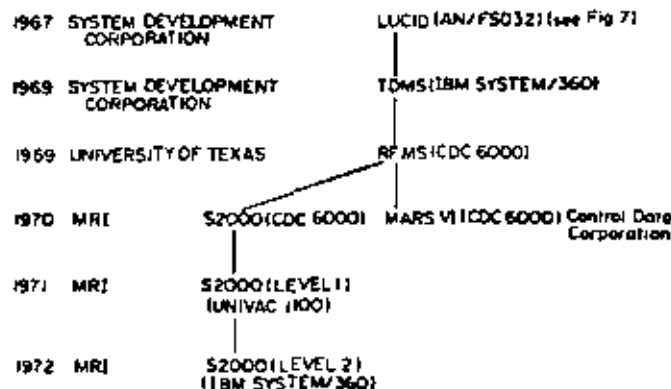 1967 SYSTEM DEVELOPMENT CORPORATION LUCID (AN/FSQ32) (see Fig 7)
1969 SYSTEM DEVELOPMENT CORPORATION TDMS (IBM SYSTEM/360)
1969 UNIVERSITY OF TEXAS RFMS (CDC 6000)
1970 MRI S2000 (CDC 6000) MARS VI (CDC 6000) Control Data Corporation
1971 MRI S2000 (LEVEL 1) (UNIVAC 1100)
1972 MRI S2000 (LEVEL 2) (IBM SYSTEM/360)